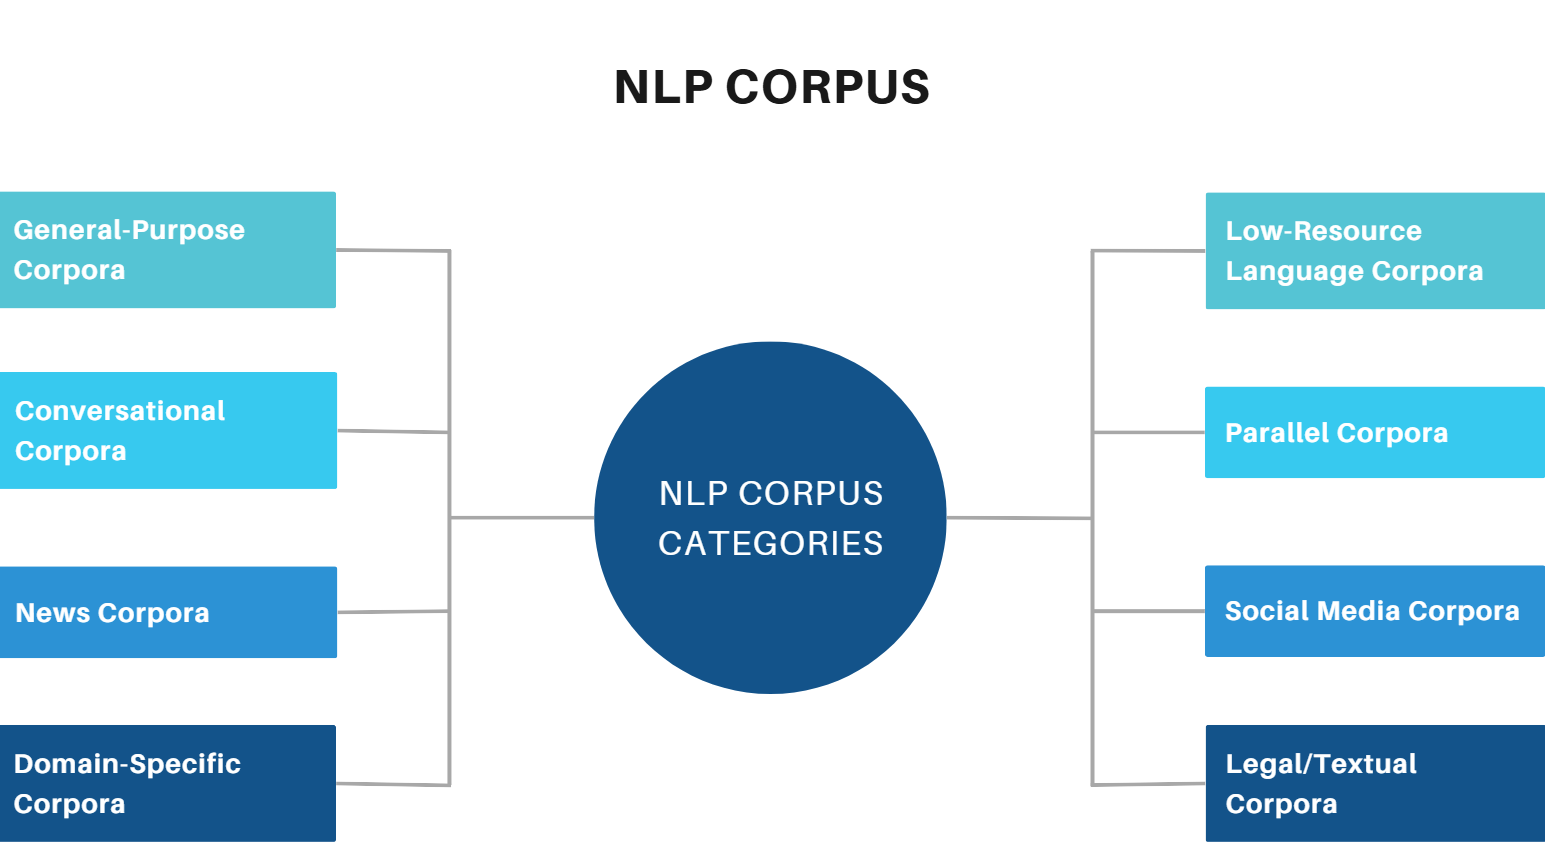 NLP CORPUS
General-Purpose
Corpora
Conversational
Corpora
News Corpora
Domain-Specific
Corpora
NLP CORPUS
CATEGORIES
Low-Resource
Language Corpora
Parallel Corpora
Social Media Corpora
Legal/Textual
Corpora